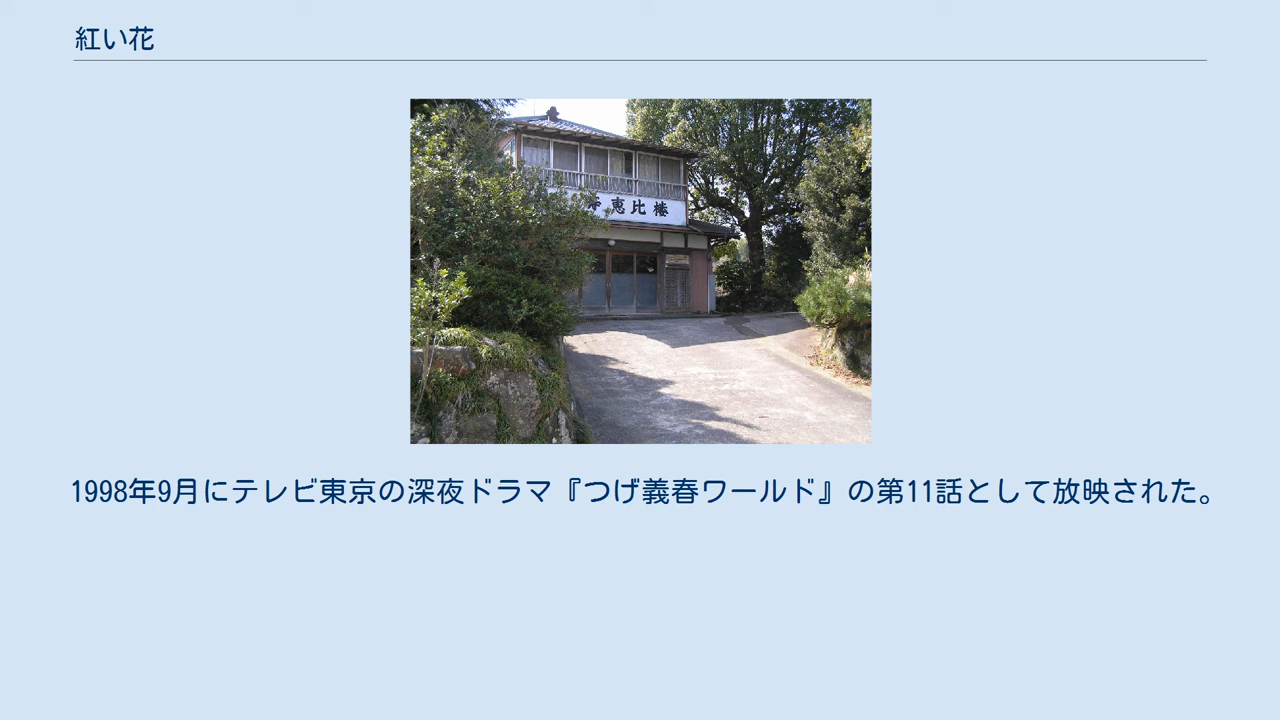 紅い花
恵比楼
1998年9月にテレビ東京の深夜ドラマ『つげ義春ワールド』の第11話として放映された。